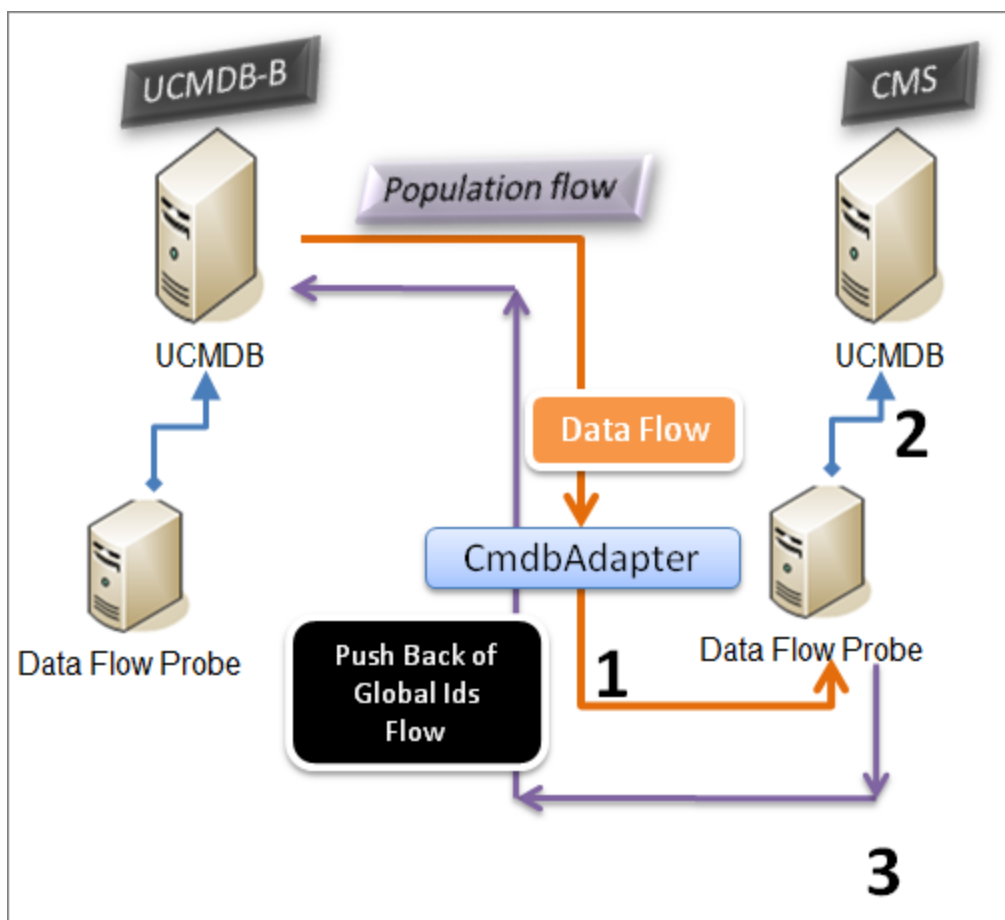 UCMDB-B
CMS
Population flow
UCMDB
UCMDB
Data Flow
2
CmdbAdapter
Data Flow Probe
Data Flow Probe
Push Back of
Global Ids
Flow
1
3